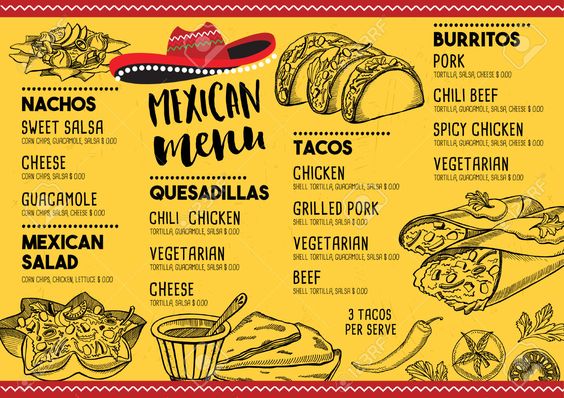 MEXICAN
menu
NACHOS
SWEET SALSA
CORN CHIPS, GUACAMOLE, SALSA $ 0.00
CHEESE
CORN CHIPS, SALSA, CHEESE $ 0.00
GUACAMOLE
CORN CHIPS, SALSA, CHEESE $ 0.00
MEXICAN
SALAD
CORN CHIPS, CHICKEN, LETTUCE $ 0.00
QUESADILLAS
CHILI CHICKEN
TORTILLA, GUACAMOLE, SALSA $ 0.00
VEGETARIAN
TORTILLA, GUACAMOLE, SALSA $ 0.00
CHEESE
TORTILLA, SALSA, CHEESE $ 0.00
TACOS
CHICKEN
SHELL TORTILLA, GUACAMOLE, SALSA $ 0.00
GRILLED PORK
SHELL TORTILLA, SALSA, CHEESE $ 0.00
VEGETARIAN
SHELL TORTILLA, GUACAMOLE, SALSA $ 0.00
BEEF
SHELL TORTILLA, SALSA $ 0.00
3 TACOS
PER SERVE
BURRITOS
PORK
TORTILLA, SALSA, CHEESE $ 0.00
CHILI BEEF
TORTILLA, GUACAMOLE, SALSA $ 0.00
SPICY CHICKEN
TORTILLA, GUACAMOLE, SALSA $ 0.00
VEGETARIAN
TORTILLA, SALSA, CHEESE $ 0.00